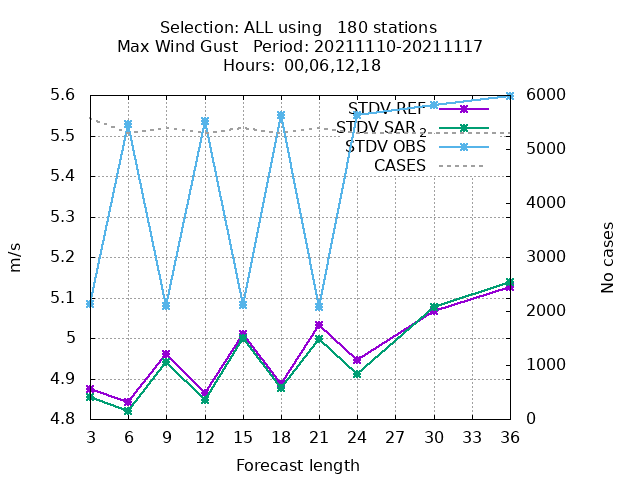 Selection: ALL using   180 stations
Max Wind Gust   Period: 20211110-20211117
Hours: 00,06,12,18
5.6
5.5
5.4
5.3
5.2
5.1
5
4.9
4.8
m/s
STDV REF
STDV SAR 2
STDV OBS
CASES
6000
5000
4000
3000
2000
1000
0
No cases
3 6 9 12 15 18 21 24 27 30 33 36
Forecast length